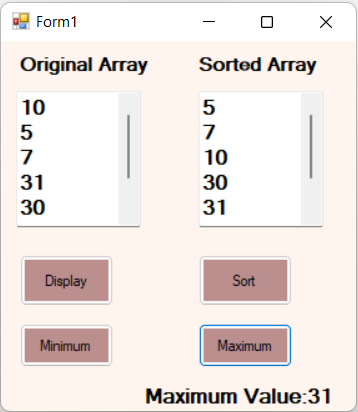 Form1
Original Array Sorted Array
10 5
5 7
7 10
31 30
30 31
Display Sort
Minimum Maximum
Maximum Value:31